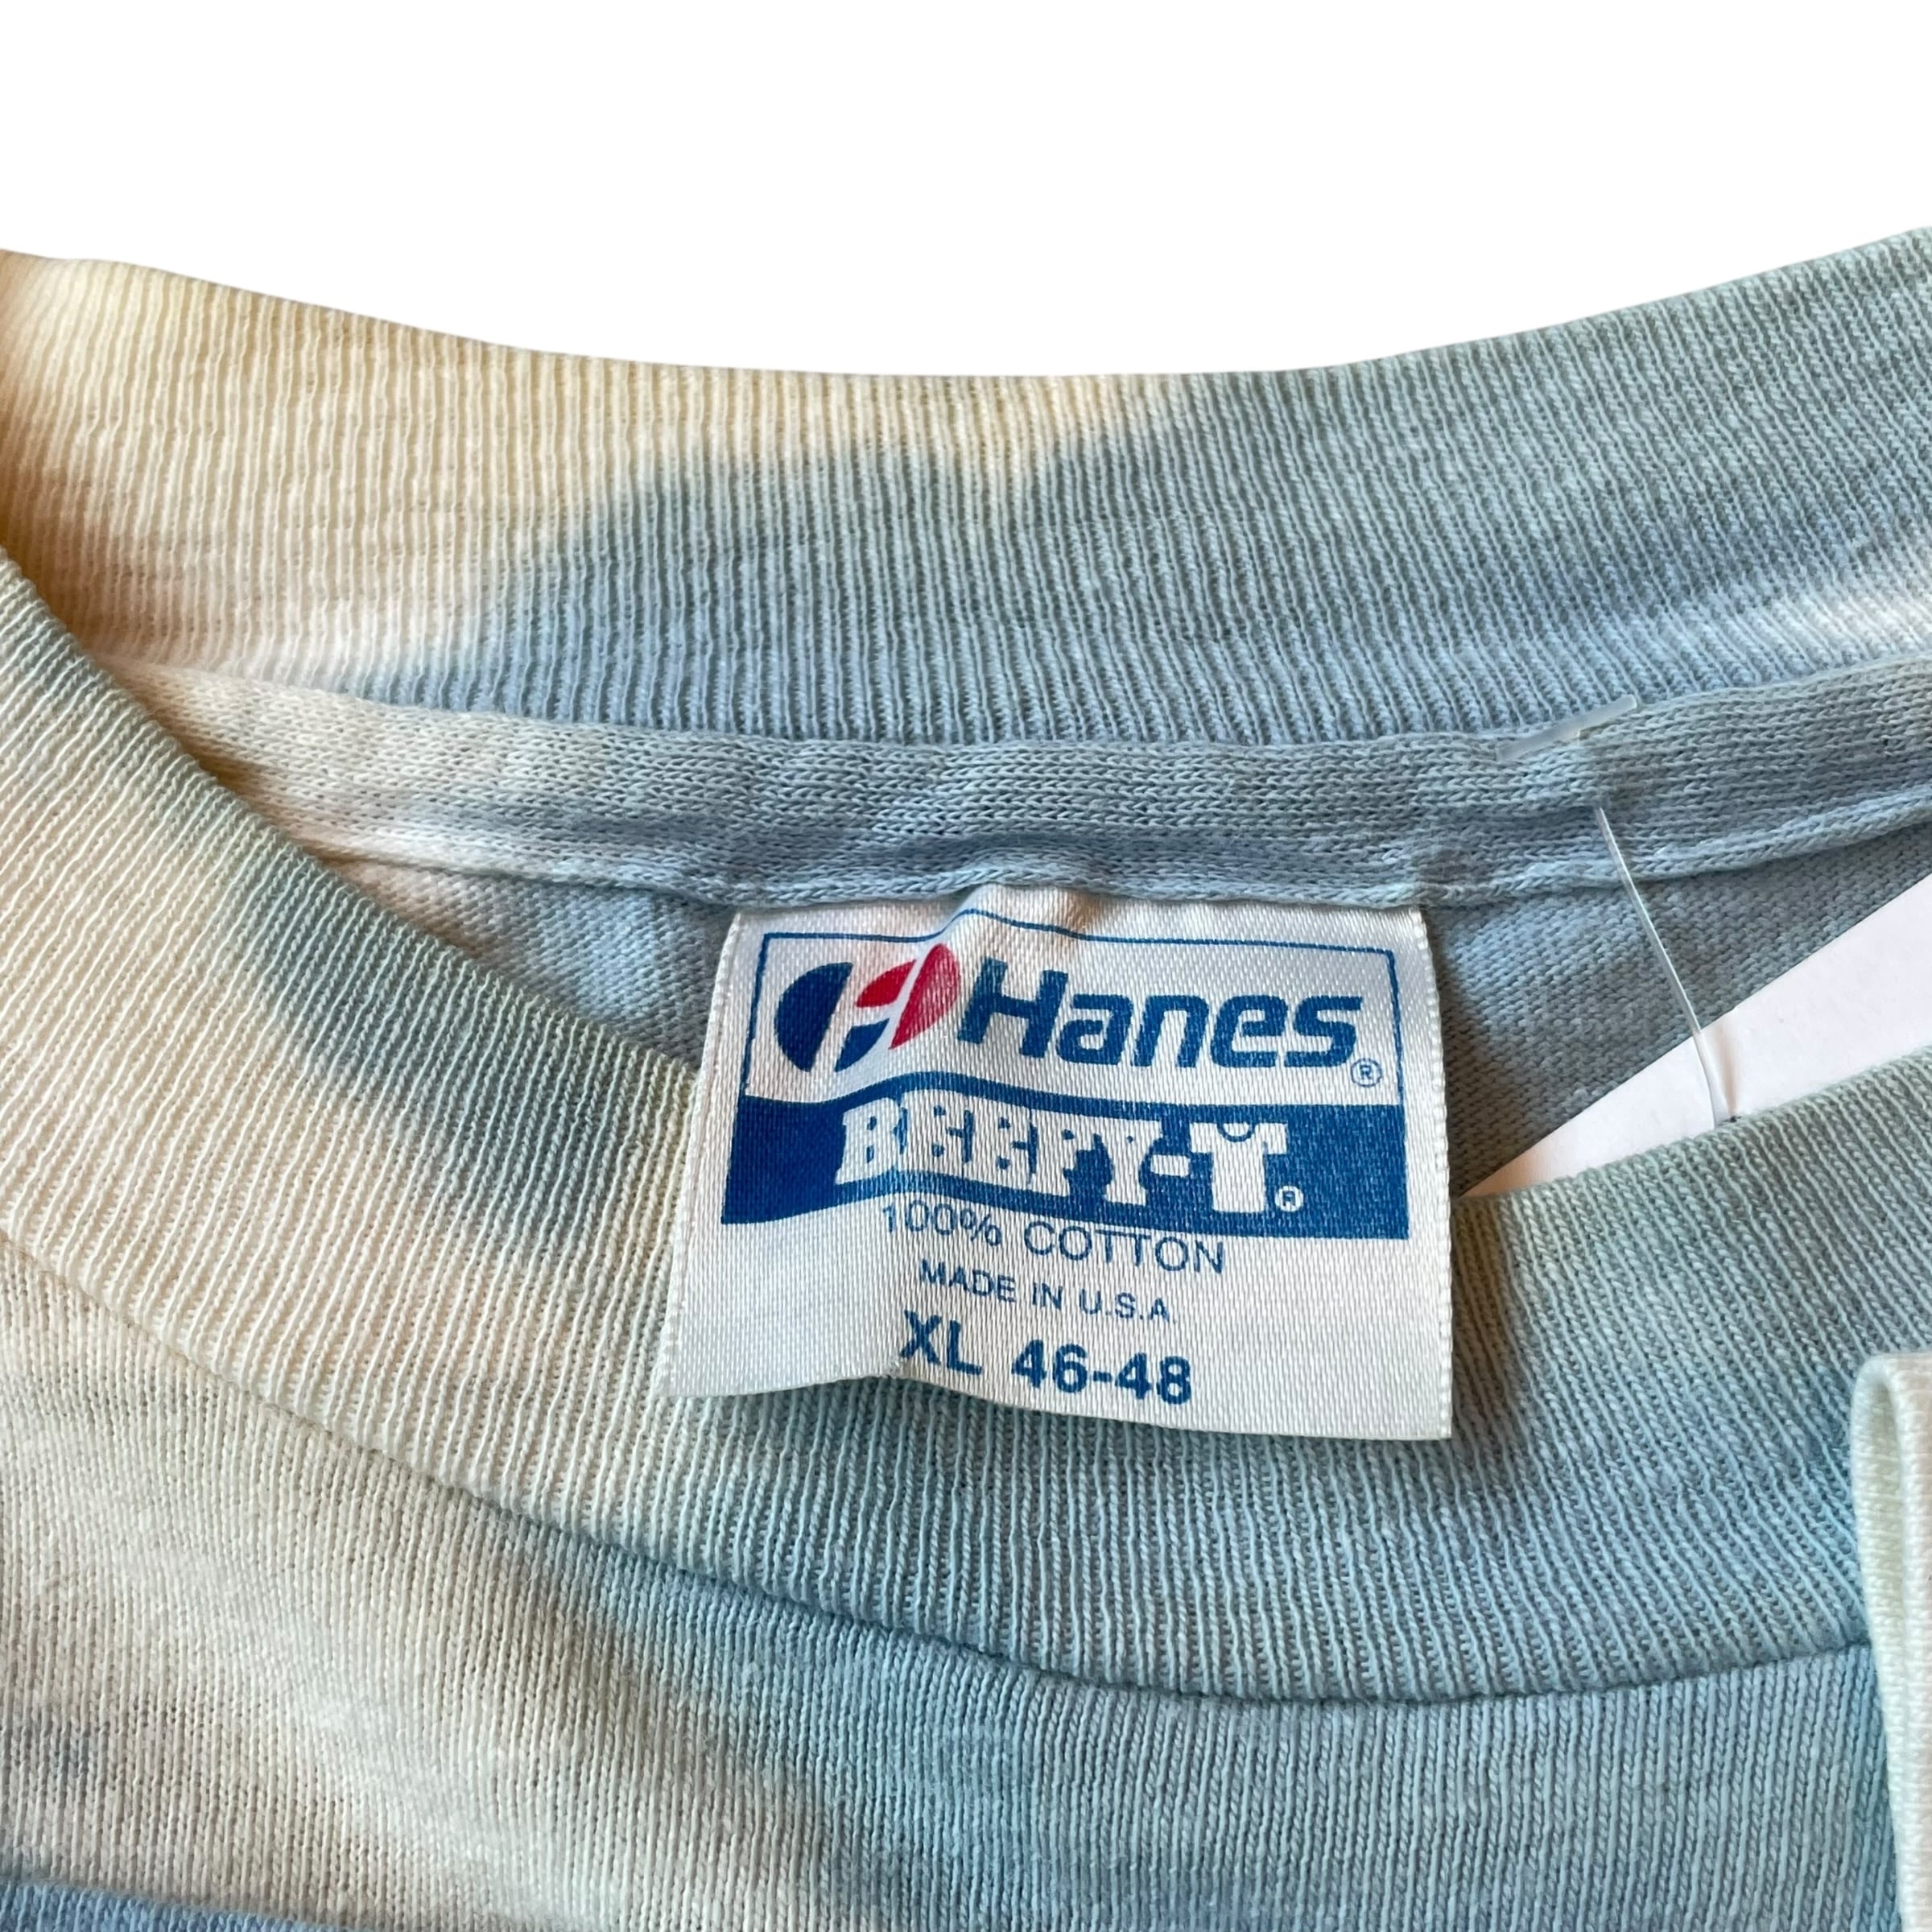 Hanes®
BEEFY-T®
100% COTTON
MADE IN U.S.A
XL 46-48